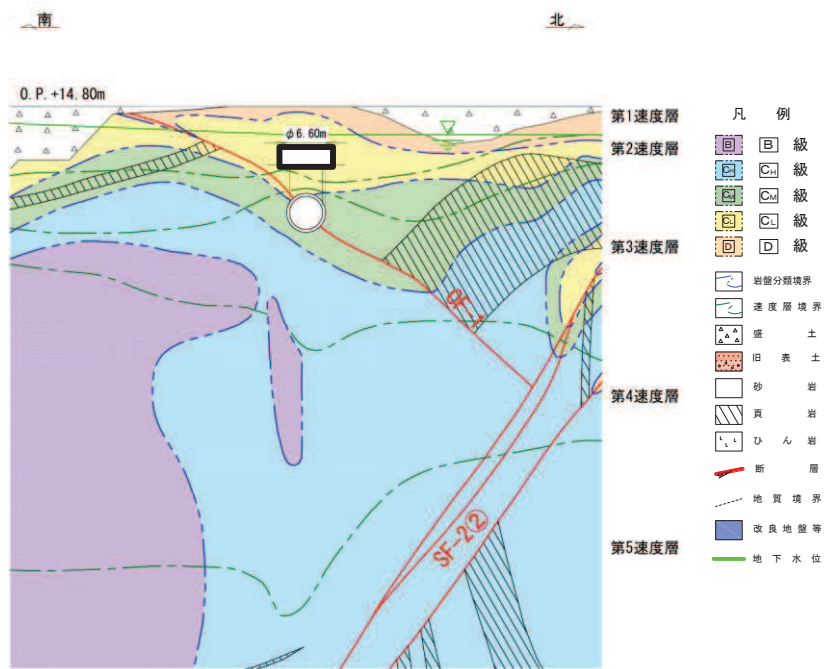 南
北
O.P.+14.80m
φ6.60m
OF-1
SF-2②
第1速度層
第2速度層
第3速度層
第4速度層
第5速度層
凡 例
B B 級
CH CH 級
CM CM 級
CL CL 級
D D 級
岩盤分類境界
速度層境界
盛 土
旧 表 土
砂 岩
頁 岩
ひ ん 岩
断 層
地 質 境 界
改 良 地 盤 等
地 下 水 位